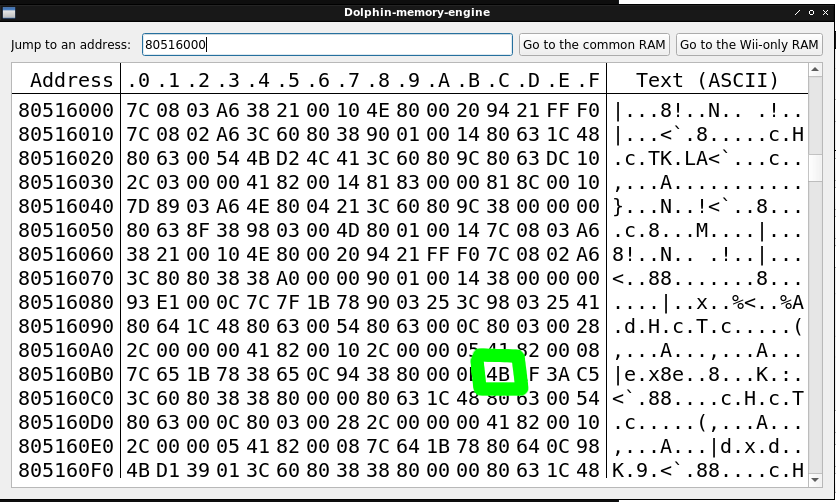 Dolphin-memory-engine
Jump to an address: 80516000 Go to the common RAM Go to the Wii-only RAM
Address .0 .1 .2 .3 .4 .5 .6 .7 .8 .9 .A .B .C .D .E .F Text (ASCII)
80516000 7C 08 03 A6 38 21 00 10 4E 80 00 20 94 21 FF F0 |...8!..N.. .!..
80516010 7C 08 02 A6 3C 60 80 38 90 01 00 14 80 63 1C 48 |...<`.8.....c.H
80516020 80 63 00 54 4B D2 4C 41 3C 60 80 9C 80 63 DC 10 .c.TK.LA<`...c..
80516030 2C 03 00 00 41 82 00 14 81 83 00 00 81 8C 00 10 ,...A...........
80516040 7D 89 03 A6 4E 80 04 21 3C 60 80 9C 38 00 00 00 }...N..!<`..8...
80516050 80 63 8F 38 98 03 00 4D 80 01 00 14 7C 08 03 A6 .c.8...M....|...
80516060 38 21 00 10 4E 80 00 20 94 21 FF F0 7C 08 02 A6 8!..N.. .!..|...
80516070 3C 80 80 38 38 A0 00 00 90 01 00 14 38 00 00 00 <..88.......8...
80516080 93 E1 00 0C 7C 7F 1B 78 90 03 25 3C 98 03 25 41 ....|..x..%<..%A
80516090 80 64 1C 48 80 63 00 54 80 63 00 0C 80 03 00 28 .d.H.c.T.c.....(
805160A0 2C 00 00 00 41 82 00 10 2C 00 00 05 41 82 00 08 ,...A...,...A...
805160B0 7C 65 1B 78 38 65 0C 94 38 80 00 4B 3A C5 |e.x8e..8...K.:.
805160C0 3C 60 80 38 38 80 00 00 80 63 1C 48 80 63 00 54 <`.88....c.H.c.T
805160D0 80 63 00 0C 80 03 00 28 2C 00 00 00 41 82 00 10 .c.....(,...A...
805160E0 2C 00 00 05 41 82 00 08 7C 64 1B 78 80 64 0C 98 ,...A...|d.x.d..
805160F0 4B D1 39 01 3C 60 80 38 38 80 00 00 80 63 1C 48 K.9.<`.88....c.H